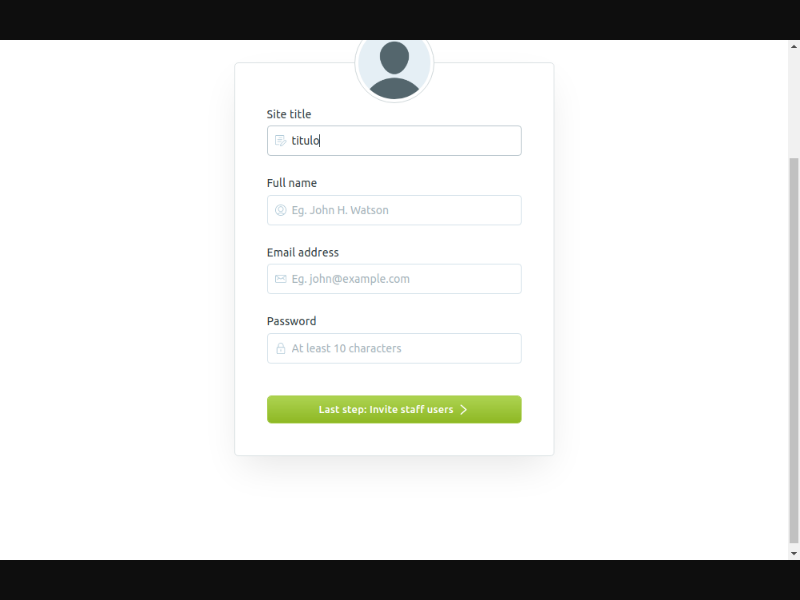 Site title
titulo
Full name
Eg. John H. Watson
Email address
Eg. john@example.com
Password
At least 10 characters
Last step: Invite staff users